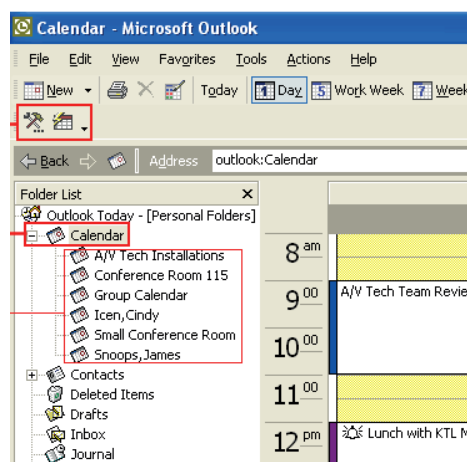 Calendar - Microsoft Outlook
File Edit View Favorites Tools Actions Help
New Today 1 Day 5 Work Week 7 Week
Back Address outlook:Calendar
Folder List
Outlook Today - [Personal Folders]
Calendar
A/V Tech Installations
Conference Room 115
Group Calendar
Icen,Cindy
Small Conference Room
Snoops,James
Contacts
Deleted Items
Drafts
Inbox
Journal
8 am
9 00 A/V Tech Team Revie
10 00
11 00
12 pm Lunch with KTL M